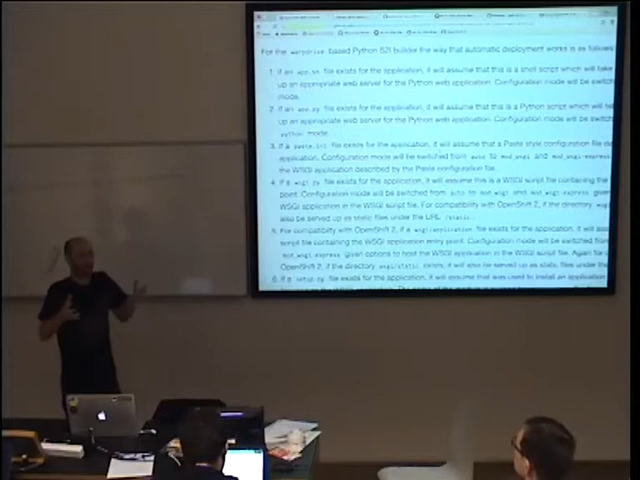 For the warpdrive based Python S2I builder the way that automatic deployment works is as follows
1. If an app.sh file exists for the application, it will assume that this is a shell script which will take
up an appropriate web server for the Python web application. Configuration mode will be switch
mode.
2. If an app.py file exists for the application, it will assume that this is a Python script which will tak
up an appropriate web server for the Python web application. Configuration mode will be switch
python mode.
3. If a paste.ini file exists for the application, it will assume that a Paste style configuration file de
application. Configuration mode will be switched from auto to mod_wsgi and mod_wsgi-express
the WSGI application described by the Paste configuration file.
4. If a wsgi.py file exists for the application, it will assume this is a WSGI script file containing the
point. Configuration mode will be switched from auto to mod_wsgi and mod_wsgi-express given
WSGI application in the WSGI script file. For compatibility with OpenShift 2, if the directory wsgi
also be served up as static files under the URL /static.
5. For compatibility with OpenShift 2, if a wsgi/application file exists for the application, it will as
script file containing the WSGI application entry point. Configuration mode will be switched from
mod_wsgi-express given options to host the WSGI application in the WSGI script file. Again for
OpenShift 2, if the directory wsgi/static exists, it will also be served up as static files under the
6. If a setup.py file exists for the application, it will assume that was used to install an application